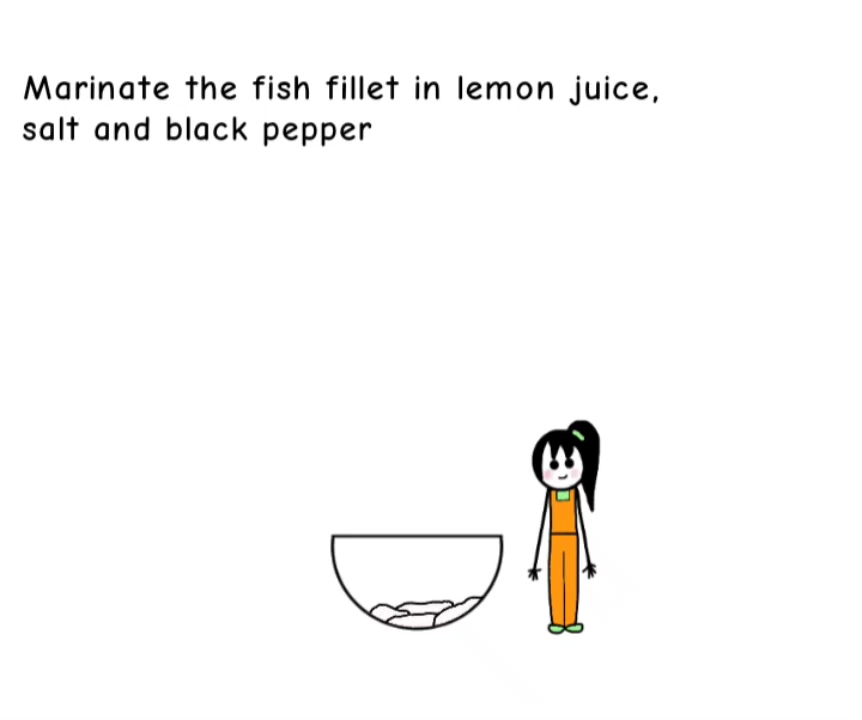 Marinate the fish fillet in lemon juice,
salt and black pepper